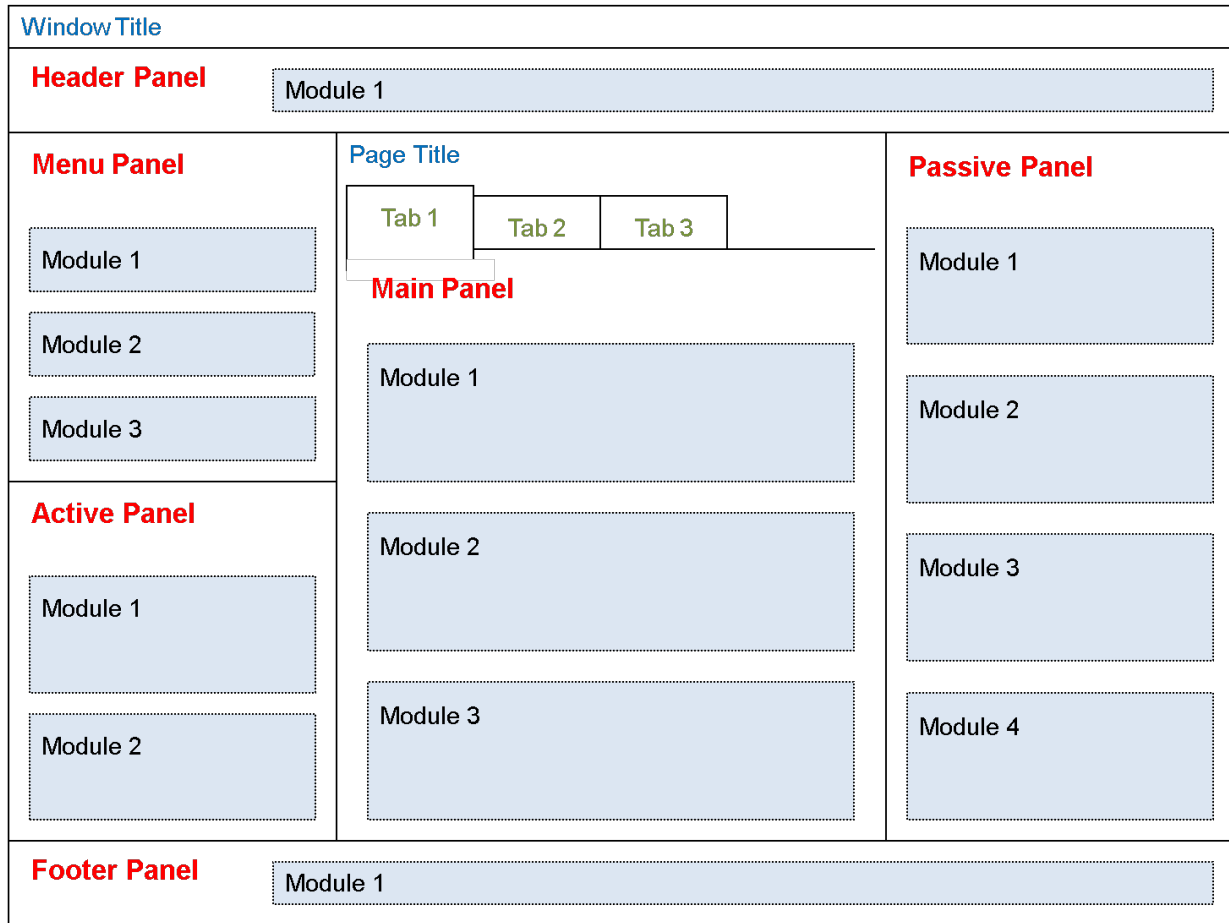 Window Title
Header Panel
Module 1
Menu Panel
Module 1
Module 2
Module 3
Active Panel
Module 1
Module 2
Page Title
Tab 1
Tab 2
Tab 3
Main Panel
Module 1
Module 2
Module 3
Passive Panel
Module 1
Module 2
Module 3
Module 4
Footer Panel
Module 1